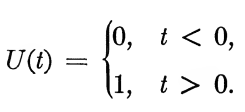 U(t) = {0, t < 0,
1, t > 0.